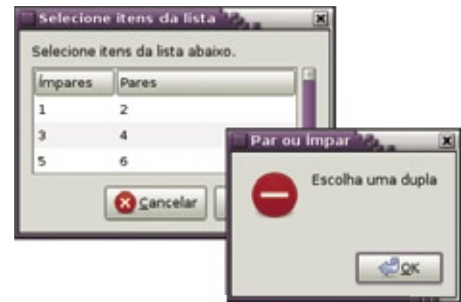 Selecione itens da lista
Selecione itens da lista abaixo.
Ímpares Pares
1 2
3 4
5 6
Cancelar
Par ou Ímpar
Escolha uma dupla
OK